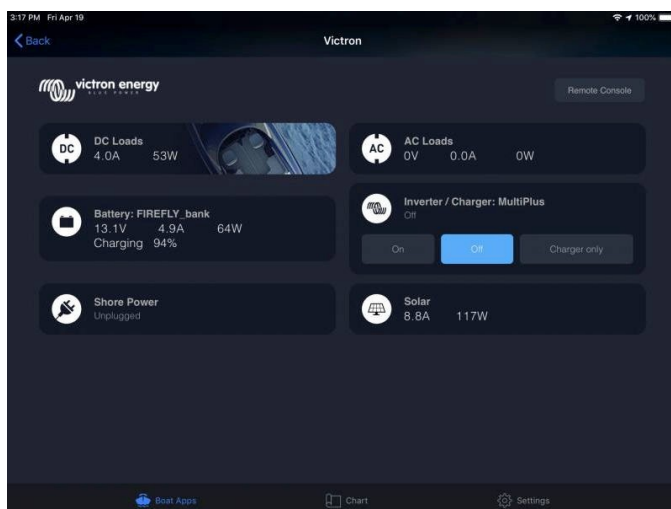 3:17 PM Fri Apr 19
100%
Back
Victron
victron energy
BLUE POWER
Remote Console
DC
DC Loads
4.0A 53W
AC
AC Loads
0V 0.0A 0W
Battery: FIREFLY_bank
13.1V 4.9A 64W
Charging 94%
Inverter / Charger: MultiPlus
Off
On Off Charger only
Shore Power
Unplugged
Solar
8.8A 117W
Boat Apps Chart Settings